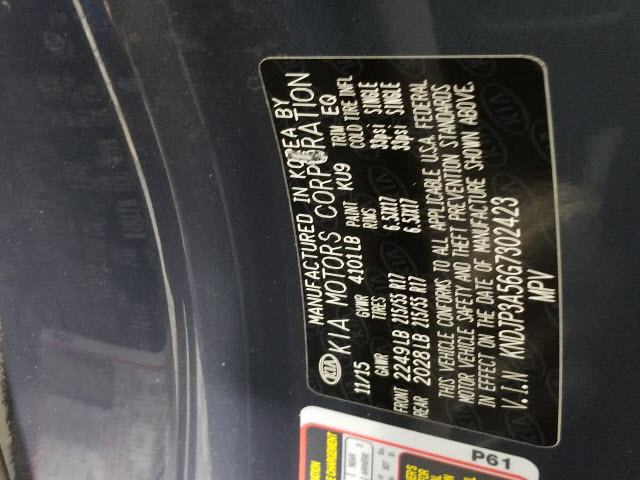 MANUFACTURED IN KOREA BY
KIA KIA MOTORS CORPORATION
11/15 GVWR 4101LB PAINT KU9 TRIM EQ
GAWR TIRES RIMS COLD TIRE INFL
FRONT 2249LB 215/55 R17 6.5JX17 33psi SINGLE
REAR 2028LB 215/55 R17 6.5JX17 33psi SINGLE
THIS VEHICLE CONFORMS TO ALL APPLICABLE U.S.A. FEDERAL
MOTOR VEHICLE SAFETY AND THEFT PREVENTION STANDARDS
IN EFFECT ON THE DATE OF MANUFACTURE SHOWN ABOVE.
V.I.N KNDJP3A56G7302423
MPV
P61
REAR
ARRIERE